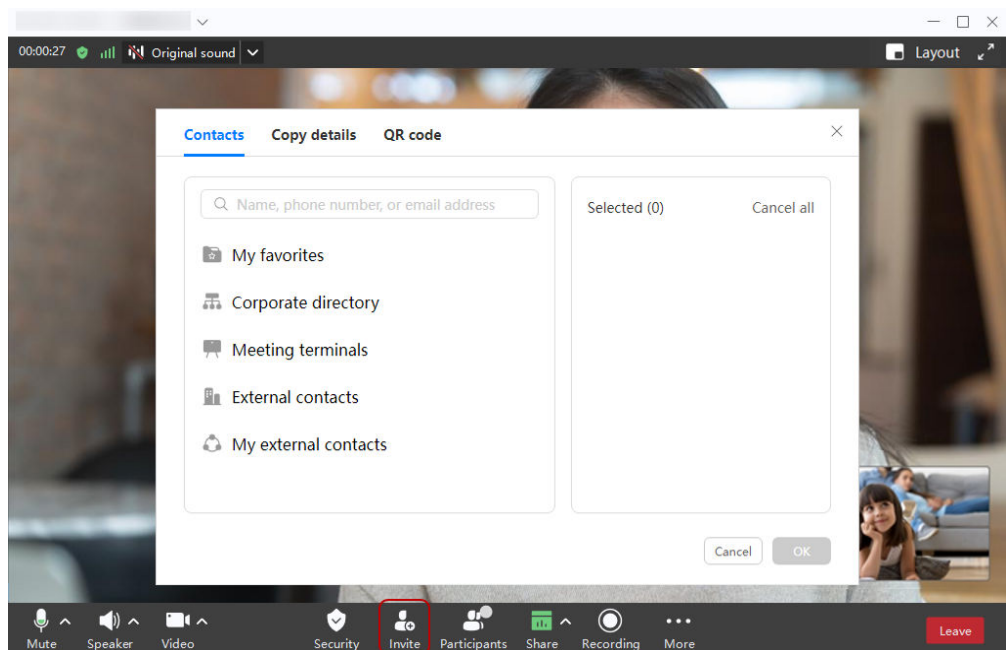 00:00:27 Original sound Layout
Contacts Copy details QR code
Name, phone number, or email address
Selected (0) Cancel all
My favorites
Corporate directory
Meeting terminals
External contacts
My external contacts
Cancel OK
Mute Speaker Video Security Invite Participants Share Recording More Leave